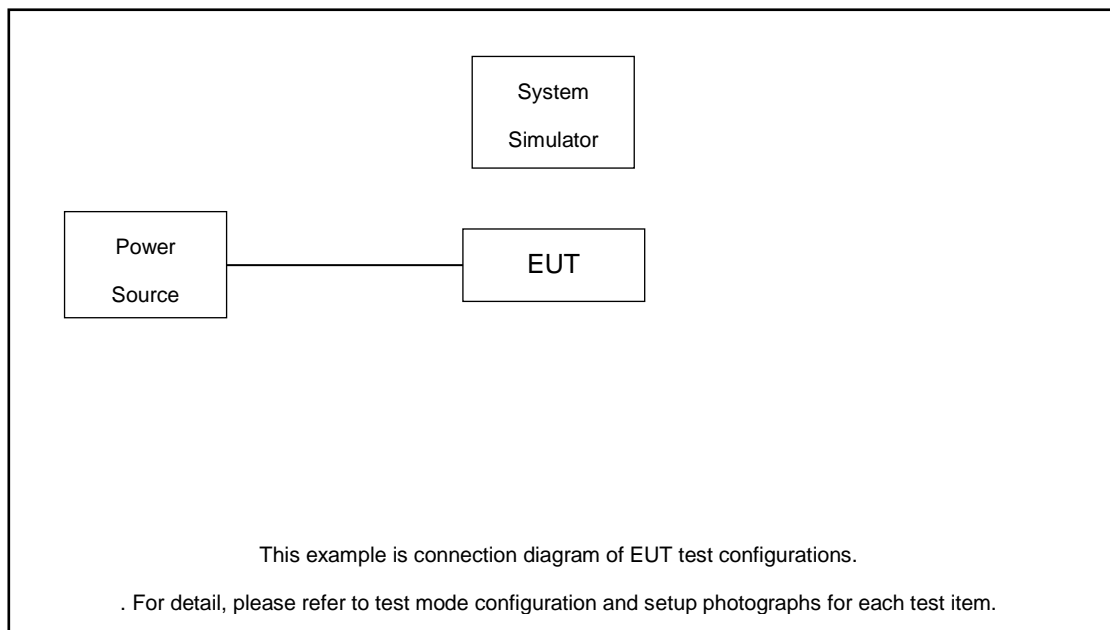 System
Simulator
Power
Source
EUT
This example is connection diagram of EUT test configurations.
. For detail, please refer to test mode configuration and setup photographs for each test item.